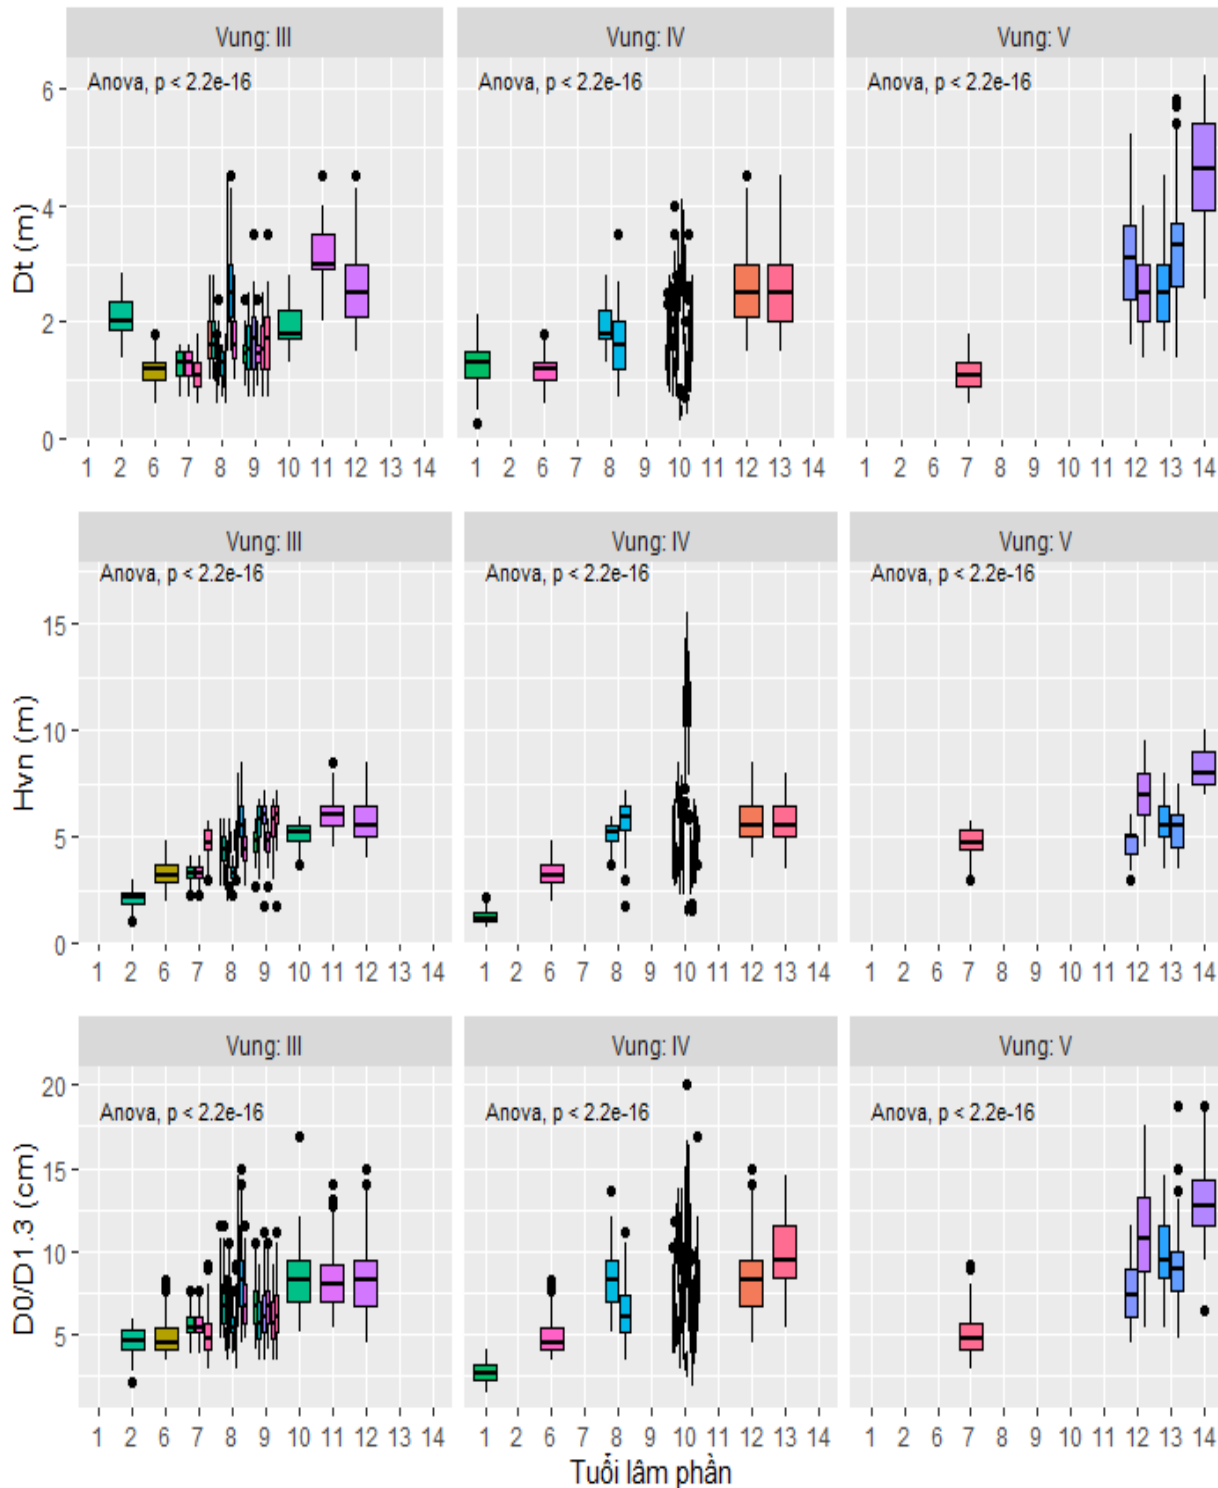 Vung: III Vung: IV Vung: V
Anova, p < 2.2e-16 Anova, p < 2.2e-16 Anova, p < 2.2e-16
6
4
2
0
Dt (m)
1 2 6 7 8 9 10 11 12 13 14 1 2 6 7 8 9 10 11 12 13 14 1 2 6 7 8 9 10 11 12 13 14
Vung: III Vung: IV Vung: V
Anova, p < 2.2e-16 Anova, p < 2.2e-16 Anova, p < 2.2e-16
15
10
5
0
Hvn (m)
1 2 6 7 8 9 10 11 12 13 14 1 2 6 7 8 9 10 11 12 13 14 1 2 6 7 8 9 10 11 12 13 14
Vung: III Vung: IV Vung: V
20
Anova, p < 2.2e-16 Anova, p < 2.2e-16 Anova, p < 2.2e-16
15
10
5
D0/D1.3 (cm)
1 2 6 7 8 9 10 11 12 13 14 1 2 6 7 8 9 10 11 12 13 14 1 2 6 7 8 9 10 11 12 13 14
Tuổi lâm phần